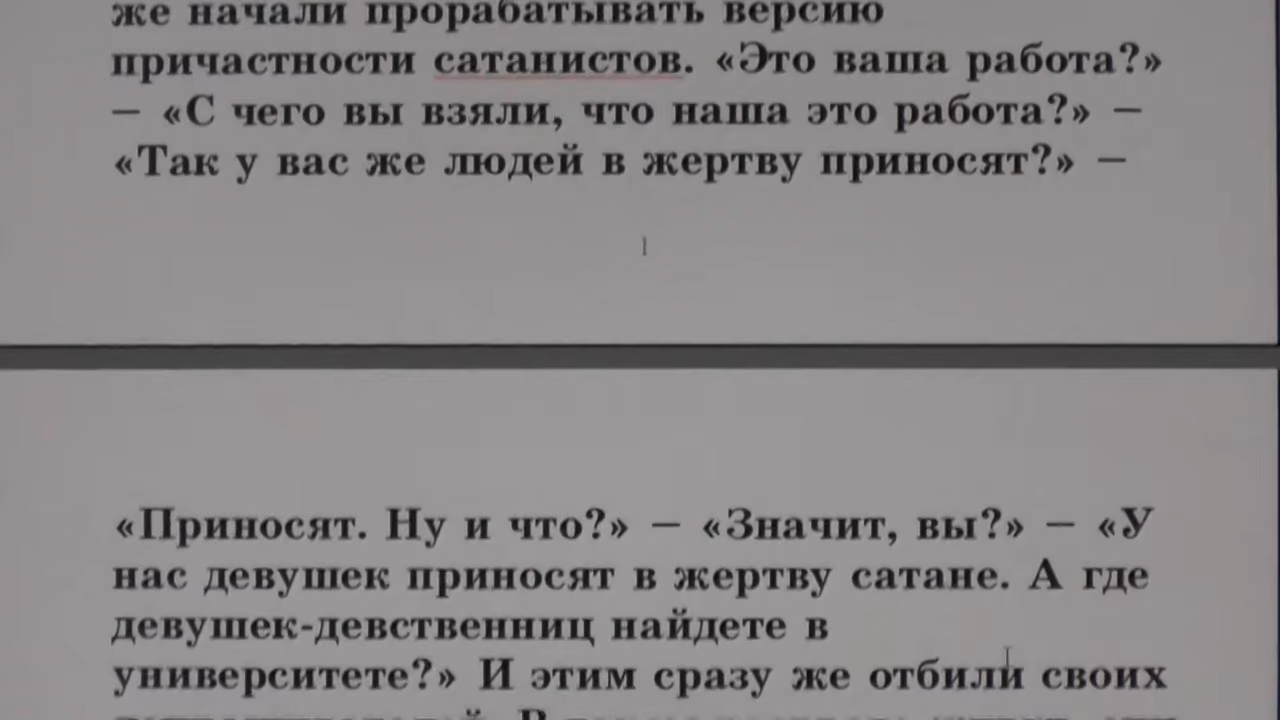 же начали прорабатывать версию
причастности сатанистов. «Это ваша работа?»
– «С чего вы взяли, что наша это работа?» –
«Так у вас же людей в жертву приносят?» –
1
«Приносят. Ну и что?» – «Значит, вы?» – «У
нас девушек приносят в жертву сатане. А где
девушек-девственниц найдете в
университете?» И этим сразу же отбили своих